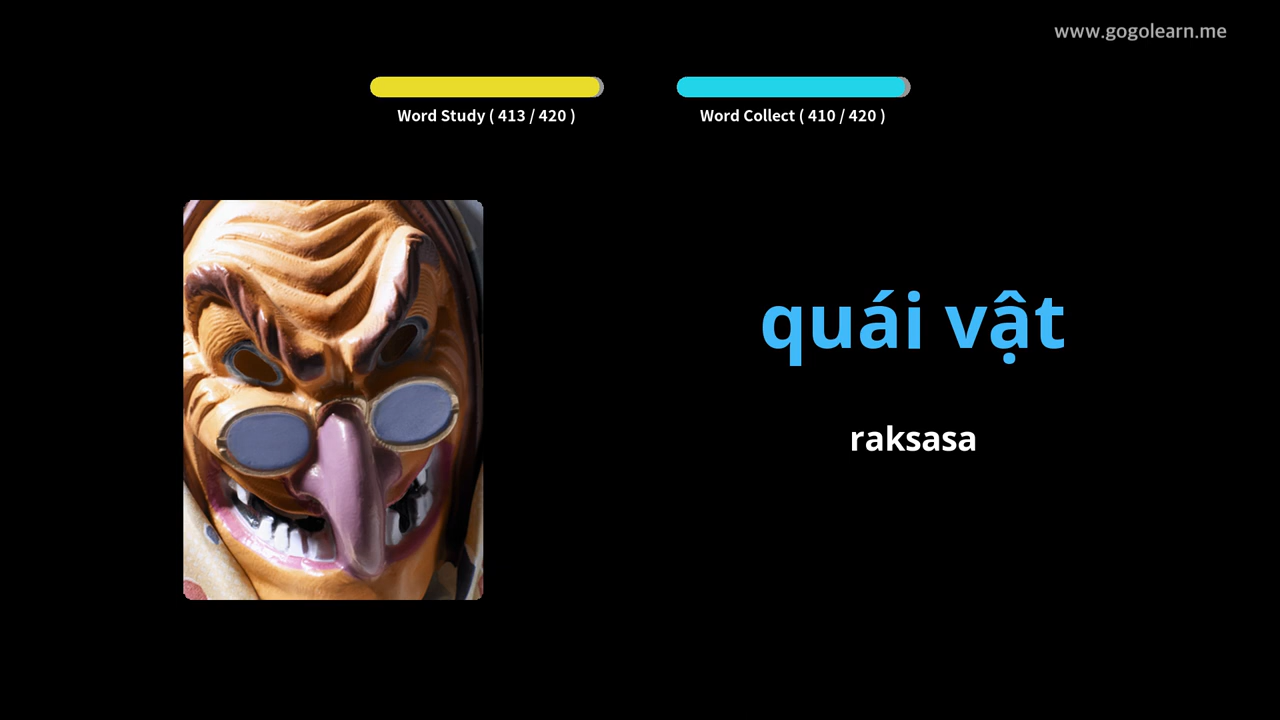 www.gogolearn.me
Word Study ( 413 / 420 )
Word Collect ( 410 / 420 )
quái vật
raksasa